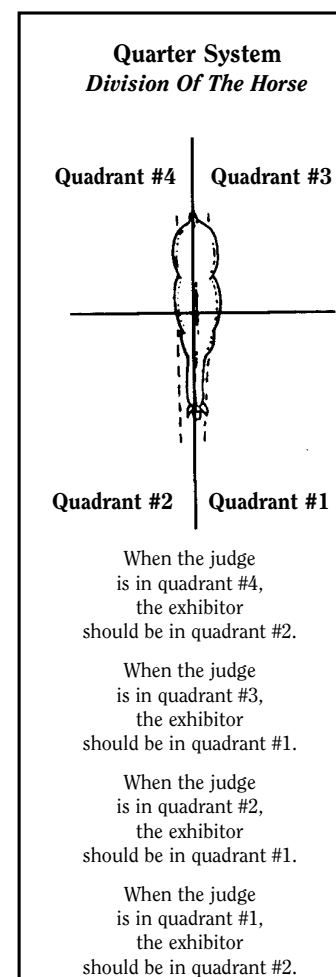 Quarter System
Division Of The Horse
Quadrant #4 Quadrant #3
Quadrant #2 Quadrant #1
When the judge
is in quadrant #4,
the exhibitor
should be in quadrant #2.
When the judge
is in quadrant #3,
the exhibitor
should be in quadrant #1.
When the judge
is in quadrant #2,
the exhibitor
should be in quadrant #1.
When the judge
is in quadrant #1,
the exhibitor
should be in quadrant #2.